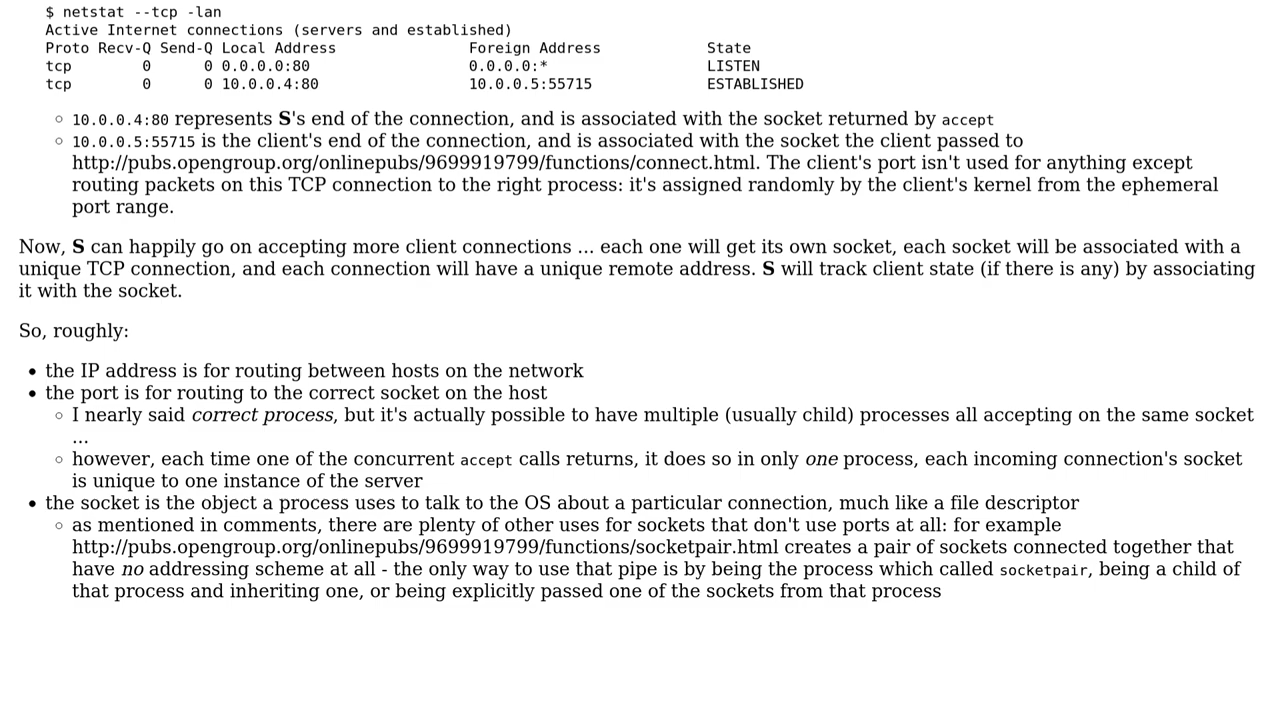 $ netstat --tcp -lan
Active Internet connections (servers and established)
Proto Recv-Q Send-Q Local Address Foreign Address State
tcp 0 0 0.0.0.0:80 0.0.0.0:* LISTEN
tcp 0 0 10.0.0.4:80 10.0.0.5:55715 ESTABLISHED
◦ 10.0.0.4:80 represents S's end of the connection, and is associated with the socket returned by accept
◦ 10.0.0.5:55715 is the client's end of the connection, and is associated with the socket the client passed to
http://pubs.opengroup.org/onlinepubs/9699919799/functions/connect.html. The client's port isn't used for anything except
routing packets on this TCP connection to the right process: it's assigned randomly by the client's kernel from the ephemeral
port range.
Now, S can happily go on accepting more client connections ... each one will get its own socket, each socket will be associated with a
unique TCP connection, and each connection will have a unique remote address. S will track client state (if there is any) by associating
it with the socket.
So, roughly:
• the IP address is for routing between hosts on the network
• the port is for routing to the correct socket on the host
◦ I nearly said correct process, but it's actually possible to have multiple (usually child) processes all accepting on the same socket
...
◦ however, each time one of the concurrent accept calls returns, it does so in only one process, each incoming connection's socket
is unique to one instance of the server
• the socket is the object a process uses to talk to the OS about a particular connection, much like a file descriptor
◦ as mentioned in comments, there are plenty of other uses for sockets that don't use ports at all: for example
http://pubs.opengroup.org/onlinepubs/9699919799/functions/socketpair.html creates a pair of sockets connected together that
have no addressing scheme at all - the only way to use that pipe is by being the process which called socketpair, being a child of
that process and inheriting one, or being explicitly passed one of the sockets from that process